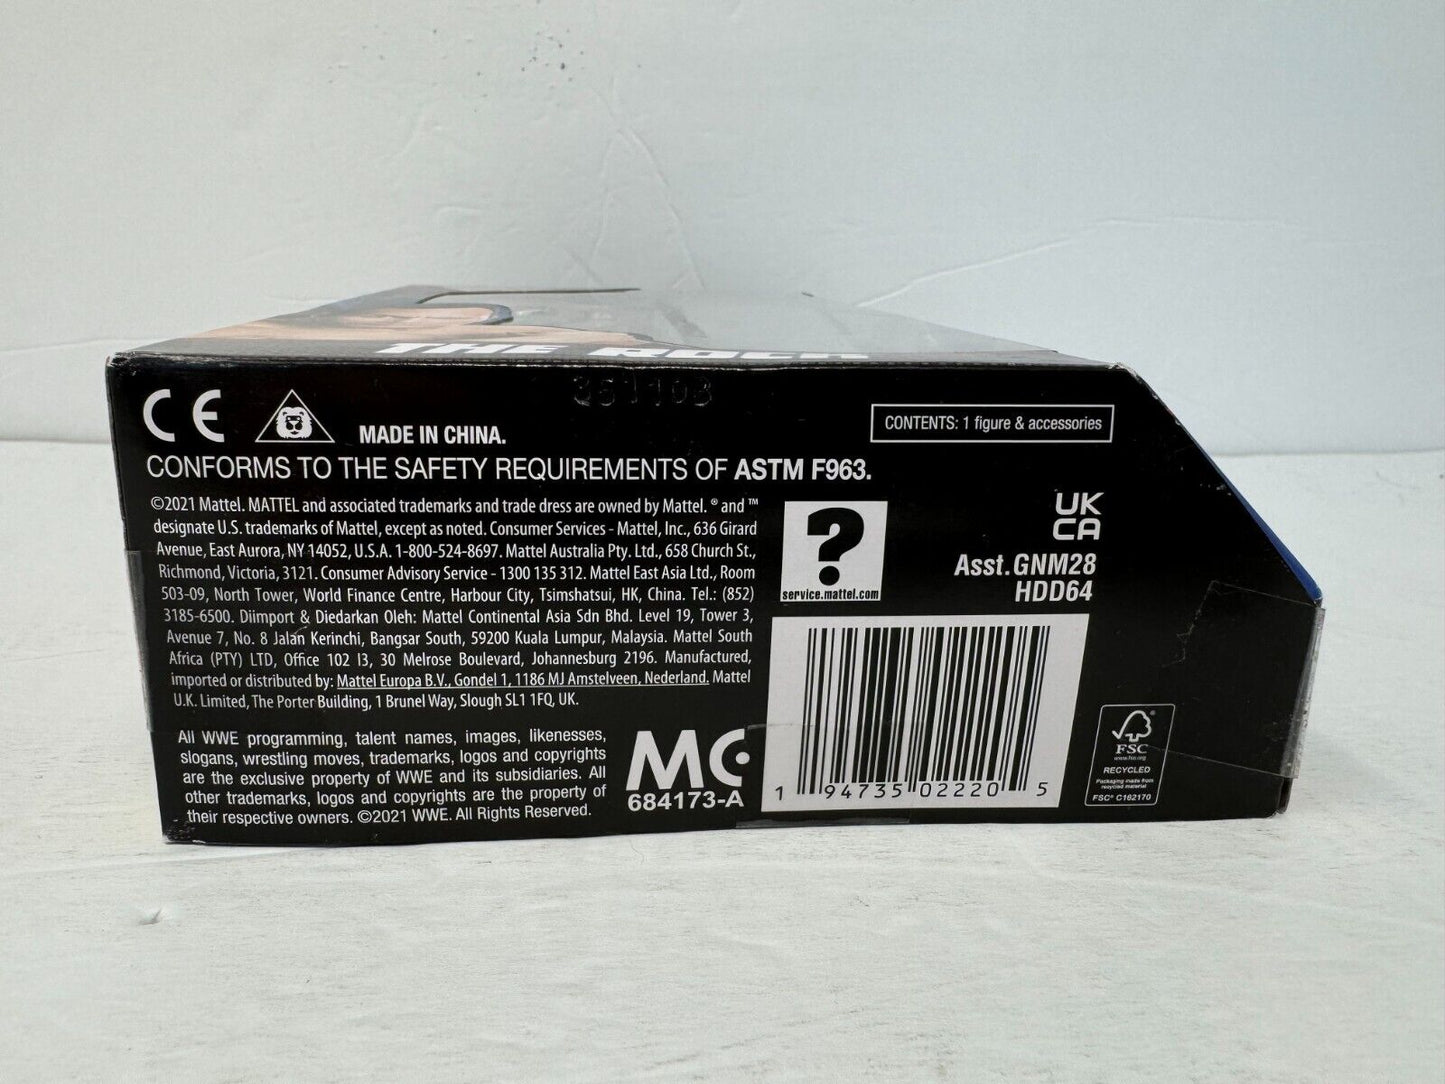 THE ROCK
351103
CE
MADE IN CHINA.
CONTENTS: 1 figure & accessories
CONFORMS TO THE SAFETY REQUIREMENTS OF ASTM F963.
©2021 Mattel. MATTEL and associated trademarks and trade dress are owned by Mattel. ® and ™
designate U.S. trademarks of Mattel, except as noted. Consumer Services - Mattel, Inc., 636 Girard
Avenue, East Aurora, NY 14052, U.S.A. 1-800-524-8697. Mattel Australia Pty. Ltd., 658 Church St.,
Richmond, Victoria, 3121. Consumer Advisory Service - 1300 135 312. Mattel East Asia Ltd., Room
503-09, North Tower, World Finance Centre, Harbour City, Tsimshatsui, HK, China. Tel.: (852)
3185-6500. Diimport & Diedarkan Oleh: Mattel Continental Asia Sdn Bhd. Level 19, Tower 3,
Avenue 7, No. 8 Jalan Kerinchi, Bangsar South, 59200 Kuala Lumpur, Malaysia. Mattel South
Africa (PTY) LTD, Office 102 I3, 30 Melrose Boulevard, Johannesburg 2196. Manufactured,
imported or distributed by: Mattel Europa B.V., Gondel 1, 1186 MJ Amstelveen, Nederland. Mattel
U.K. Limited, The Porter Building, 1 Brunel Way, Slough SL1 1FQ, UK.
All WWE programming, talent names, images, likenesses,
slogans, wrestling moves, trademarks, logos and copyrights
are the exclusive property of WWE and its subsidiaries. All
other trademarks, logos and copyrights are the property of
their respective owners. ©2021 WWE. All Rights Reserved.
MC
684173-A
?
service.mattel.com
UK
CA
Asst. GNM28
HDD64
1 94735 02220 5
FSC
www.fsc.org
RECYCLED
Packaging made from
recycled material
FSC® C162170